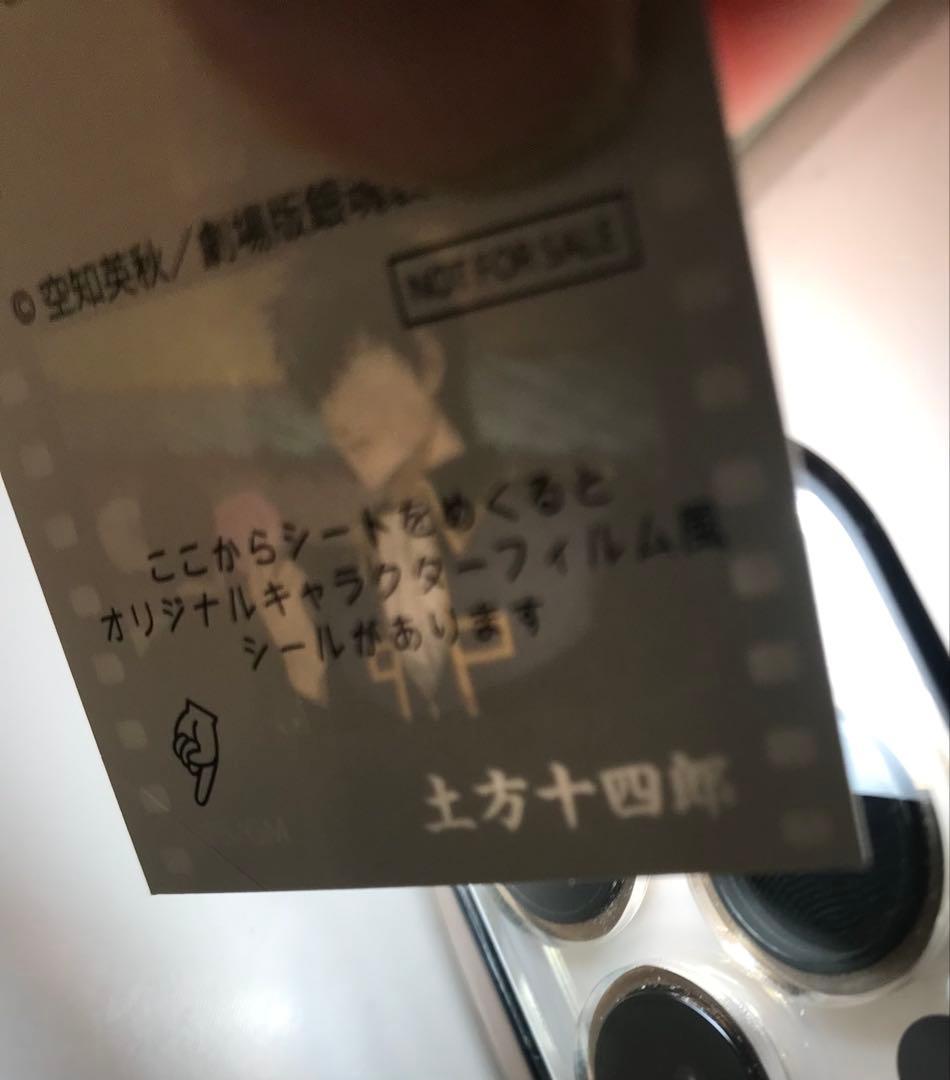 © 空知英秋／劇場版銀魂
NOT FOR SALE
ここからシートをめくると
オリジナルキャラクターフィルム風
シールがあります
土方十四郎